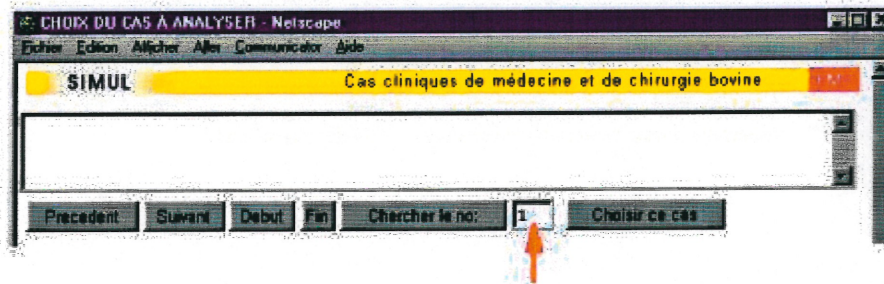 CHOIX DU CAS À ANALYSER - Netscape
Fichier Edition Afficher Aller Communicator Aide
SIMUL Cas cliniques de médecine et de chirurgie bovine
Precedent Suivant Debut Fin Chercher le no: 1 Choisir ce cas